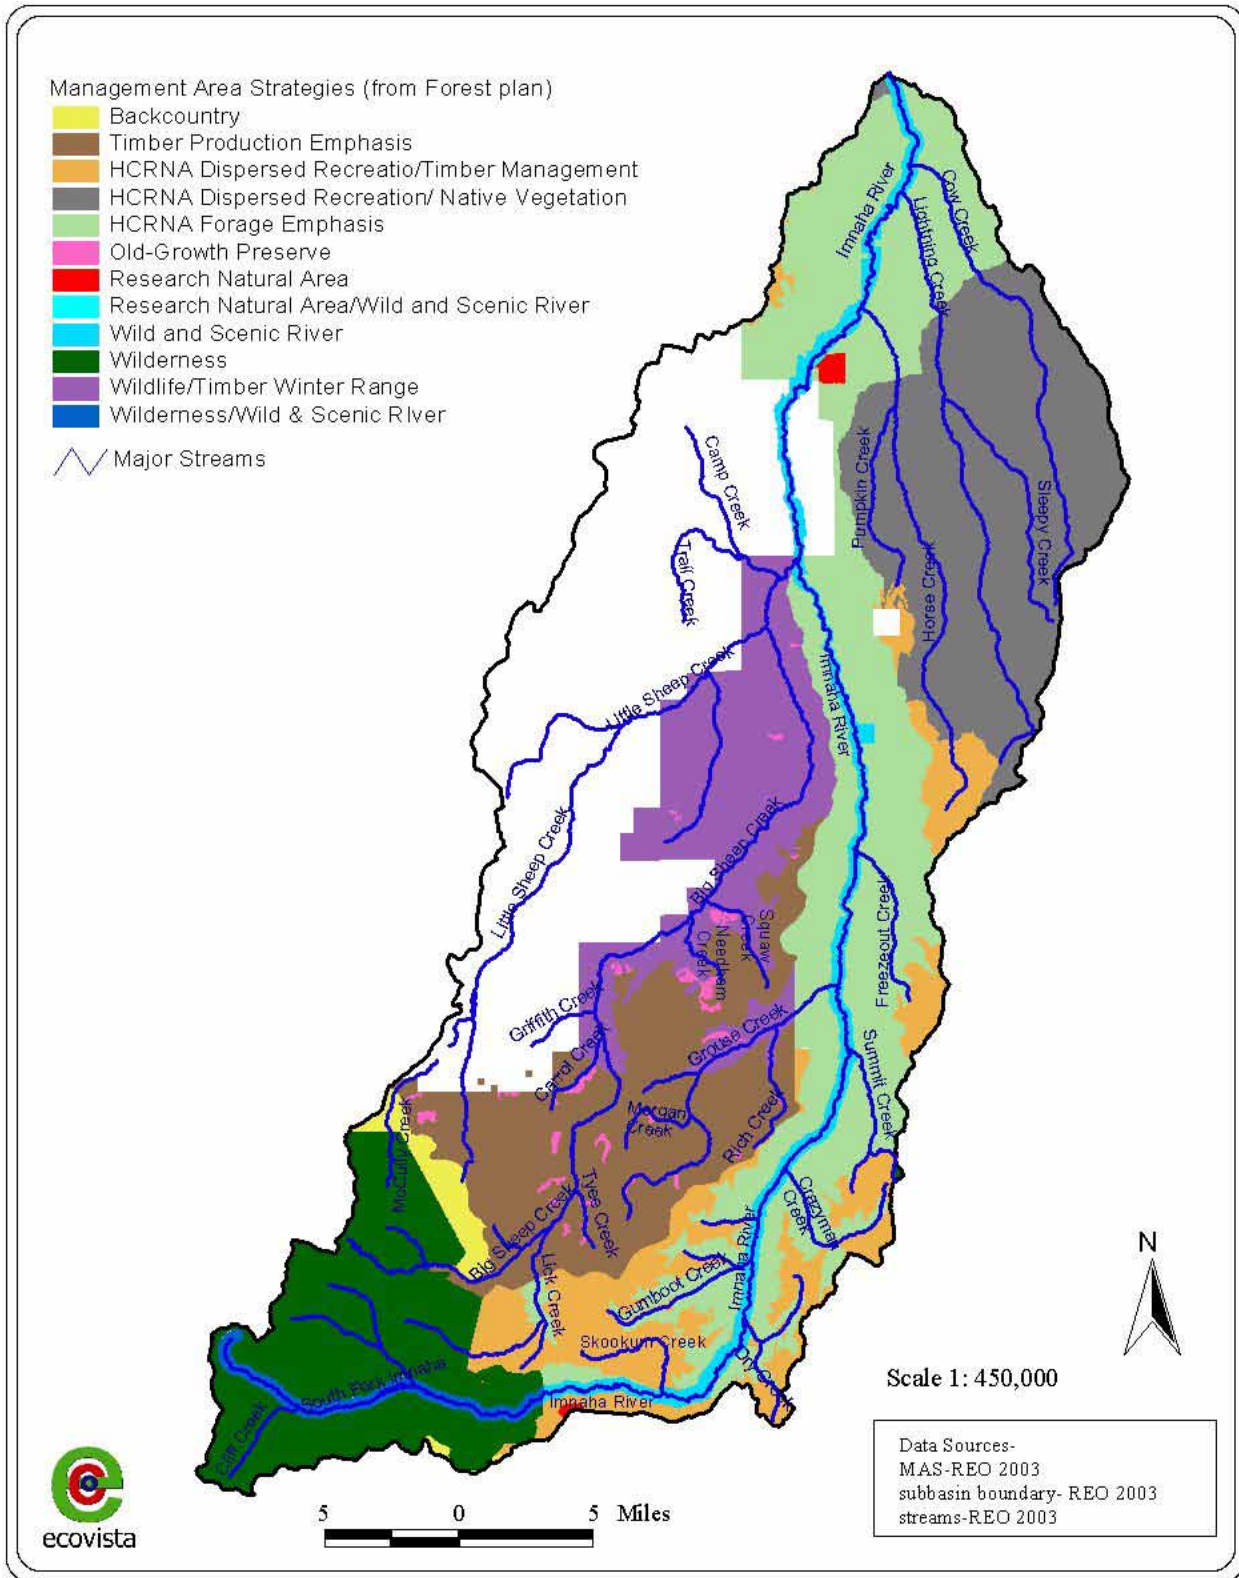 Management Area Strategies (from Forest plan)
Backcountry
Timber Production Emphasis
HCRNA Dispersed Recreatio/Timber Management
HCRNA Dispersed Recreation/ Native Vegetation
HCRNA Forage Emphasis
Old-Growth Preserve
Research Natural Area
Research Natural Area/Wild and Scenic River
Wild and Scenic River
Wilderness
Wildlife/Timber Winter Range
Wilderness/Wild & Scenic RIver
Major Streams
Imnaha River
Cow Creek
Lightning Creek
Camp Creek
Pumpkin Creek
Sleepy Creek
Trail Creek
Horse Creek
Little Sheep Creek
Imnaha River
Little Sheep Creek
Big Sheep Creek
Squaw
Creek
Needham
Creek
Freezeout Creek
Griffith Creek
Grouse Creek
Carrol Creek
Summit Creek
Morgan
Creek
Rich Creek
McCully Creek
Tyee Creek
Crazyman
Creek
Big Sheep Creek
Imnaha River
Lick Creek
Gumboot Creek
Skookum Creek
Dry Creek
South Fork Imnaha
Imnaha River
Cliff Creek
N
Scale 1: 450,000
Data Sources-
MAS-REO 2003
subbasin boundary- REO 2003
streams-REO 2003
ecovista
5 0 5 Miles